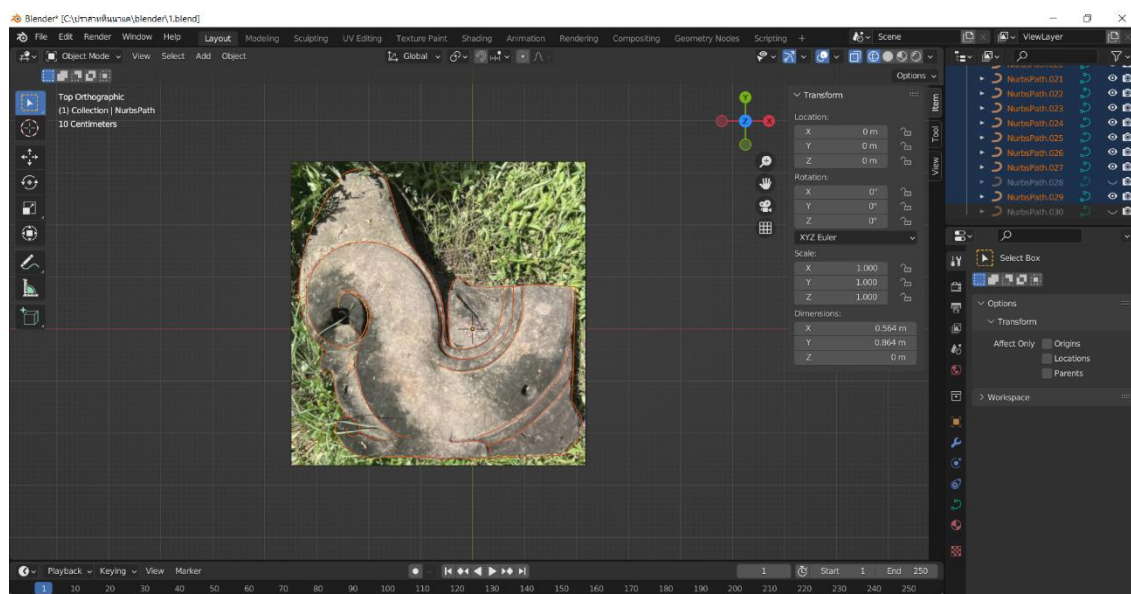 Blender* [C:\ปราสาทหินนาแค\blender\1.blend]
File Edit Render Window Help Layout Modeling Sculpting UV Editing Texture Paint Shading Animation Rendering Compositing Geometry Nodes Scripting + Scene ViewLayer
Object Mode View Select Add Object Global
Options
Top Orthographic
(1) Collection | NurbsPath
10 Centimeters
Y
Z
X
Transform
Location:
X 0 m
Y 0 m
Z 0 m
Rotation:
X 0°
Y 0°
Z 0°
XYZ Euler
Scale:
X 1.000
Y 1.000
Z 1.000
Dimensions:
X 0.564 m
Y 0.864 m
Z 0 m
Item
Tool
View
NurbsPath.021
NurbsPath.022
NurbsPath.023
NurbsPath.024
NurbsPath.025
NurbsPath.026
NurbsPath.027
NurbsPath.028
NurbsPath.029
NurbsPath.030
Select Box
Options
Transform
Affect Only Origins
Locations
Parents
Workspace
Playback Keying View Marker 1 Start 1 End 250
1 10 20 30 40 50 60 70 80 90 100 110 120 130 140 150 160 170 180 190 200 210 220 230 240 250